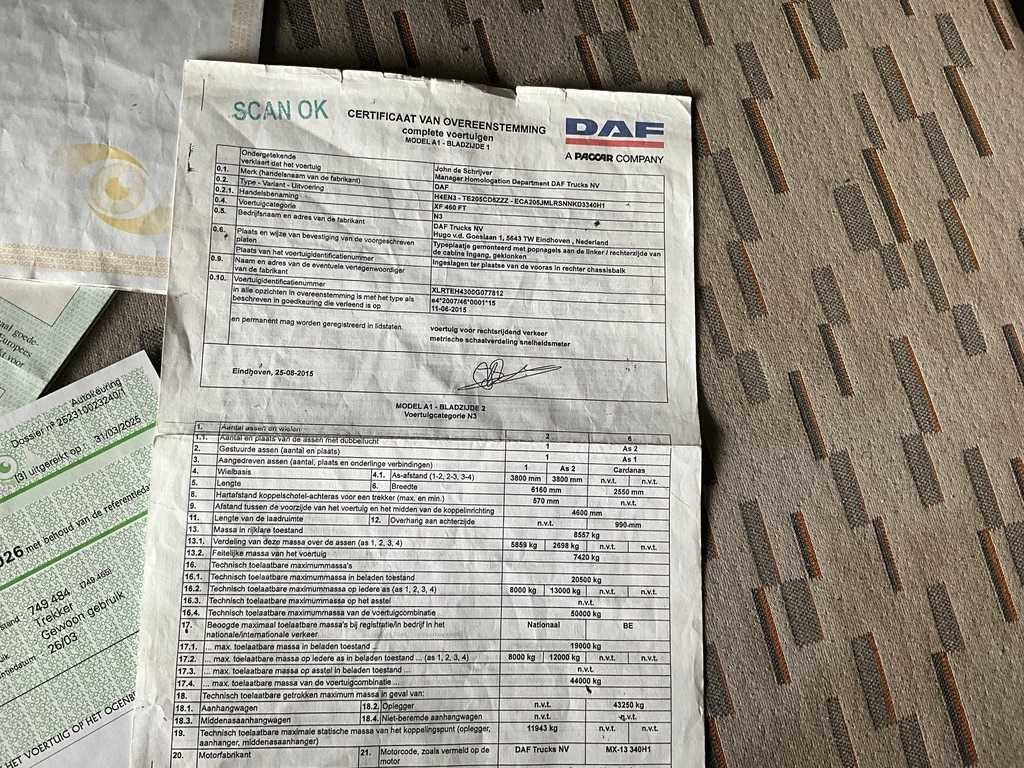 SCAN OK
CERTIFICAAT VAN OVEREENSTEMMING
complete voertuigen
MODEL A1 - BLADZIJDE 1
DAF
A PACCAR COMPANY
Ondergetekende
verklaart dat het voertuig
John de Schrijver
Manager Homologation Department DAF Trucks NV
0.1. Merk (handelsnaam van de fabrikant) DAF
0.2. Type - Variant - Uitvoering H4EN3 - TE205CD6ZZZ - ECA205JMLRSNNKD3340H1
0.2.1. Handelsbenaming XF 460 FT
0.4. Voertuigcategorie N3
0.5. Bedrijfsnaam en adres van de fabrikant DAF Trucks NV
Hugo v.d. Goeslaan 1, 5643 TW Eindhoven , Nederland
0.6. Plaats en wijze van bevestiging van de voorgeschreven
platen
Typeplaatje gemonteerd met popnagels aan de linker / rechterzijde van
de cabine ingang, geklonken
Plaats van het voertuigidentificatienummer Ingeslagen ter plaatse van de vooras in rechter chassisbalk
0.9. Naam en adres van de eventuele vertegenwoordiger
van de fabrikant
0.10. Voertuigidentificatienummer XLRTEH4300G077812
in alle opzichten in overeenstemming is met het type als e4*2007/46*0001*15
beschreven in goedkeuring die verleend is op 11-06-2015
en permanent mag worden geregistreerd in lidstaten. voertuig voor rechtsrijdend verkeer
metrische schaalverdeling snelheidsmeter
Eindhoven, 25-08-2015
MODEL A1 - BLADZIJDE 2
Voertuigcategorie N3
1. Aantal assen en wielen 2 6
1.1. Aantal en plaats van de assen met dubbellucht 1 As 2
2. Gestuurde assen (aantal en plaats) 1 As 1
3. Aangedreven assen (aantal, plaats en onderlinge verbindingen) 1 As 2 Cardanas
4. Wielbasis 4.1. As-afstand (1-2, 2-3, 3-4) 3800 mm 3800 mm n.v.t. n.v.t.
5. Lengte 6. Breedte 6160 mm 2550 mm
8. Hartafstand koppelschotel-achteras voor een trekker (max. en min.) 570 mm n.v.t.
9. Afstand tussen de voorzijde van het voertuig en het midden van de koppelinrichting 4600 mm
11. Lengte van de laadruimte 12. Overhang aan achterzijde n.v.t. 990 mm
13. Massa in rijklare toestand 8557 kg
13.1. Verdeling van deze massa over de assen (as 1, 2, 3, 4) 5859 kg 2698 kg n.v.t. n.v.t.
13.2. Feitelijke massa van het voertuig 7420 kg
16. Technisch toelaatbare maximummassa's
16.1. Technisch toelaatbare maximummassa in beladen toestand 20500 kg
16.2. Technisch toelaatbare maximummassa op iedere as (as 1, 2, 3, 4) 8000 kg 13000 kg n.v.t. n.v.t.
16.3. Technisch toelaatbare maximummassa op het asstel n.v.t.
16.4. Technisch toelaatbare maximummassa van de voertuigcombinatie 50000 kg
17. Beoogde maximaal toelaatbare massa's bij registratie/in bedrijf in het
nationale/internationale verkeer
Nationaal BE
17.1. ... max. toelaatbare massa in beladen toestand ... 19000 kg
17.2. ... max. toelaatbare massa op iedere as in beladen toestand ... (as 1, 2, 3, 4) 8000 kg 12000 kg n.v.t. n.v.t.
17.3. ... max. toelaatbare massa op asstel in beladen toestand ... n.v.t.
17.4. ... max. toelaatbare massa van de voertuigcombinatie ... 44000 kg
18. Technisch toelaatbare getrokken maximum massa in geval van:
18.1. Aanhangwagen 18.2. Oplegger n.v.t. 43250 kg
18.3. Middenasaanhangwagen 18.4. Niet-beremde aanhangwagen n.v.t. n.v.t.
19. Technisch toelaatbare maximale statische massa van het koppelingspunt (oplegger,
aanhanger, middenasaanhanger)
11943 kg n.v.t. n.v.t.
20. Motorfabrikant 21. Motorcode, zoals vermeld op de
motor
DAF Trucks NV MX-13 340H1
aal goede-
Europees
kt voor
Autokeuring
Dossier nº 252310023240/1
[3] uitgereikt op 31/03/2025
026 met behoud van de referentieda
749 484 (749 465)
Trekker
Gewoon gebruik
26/03
HET VOERTUIG OP HET OGENB